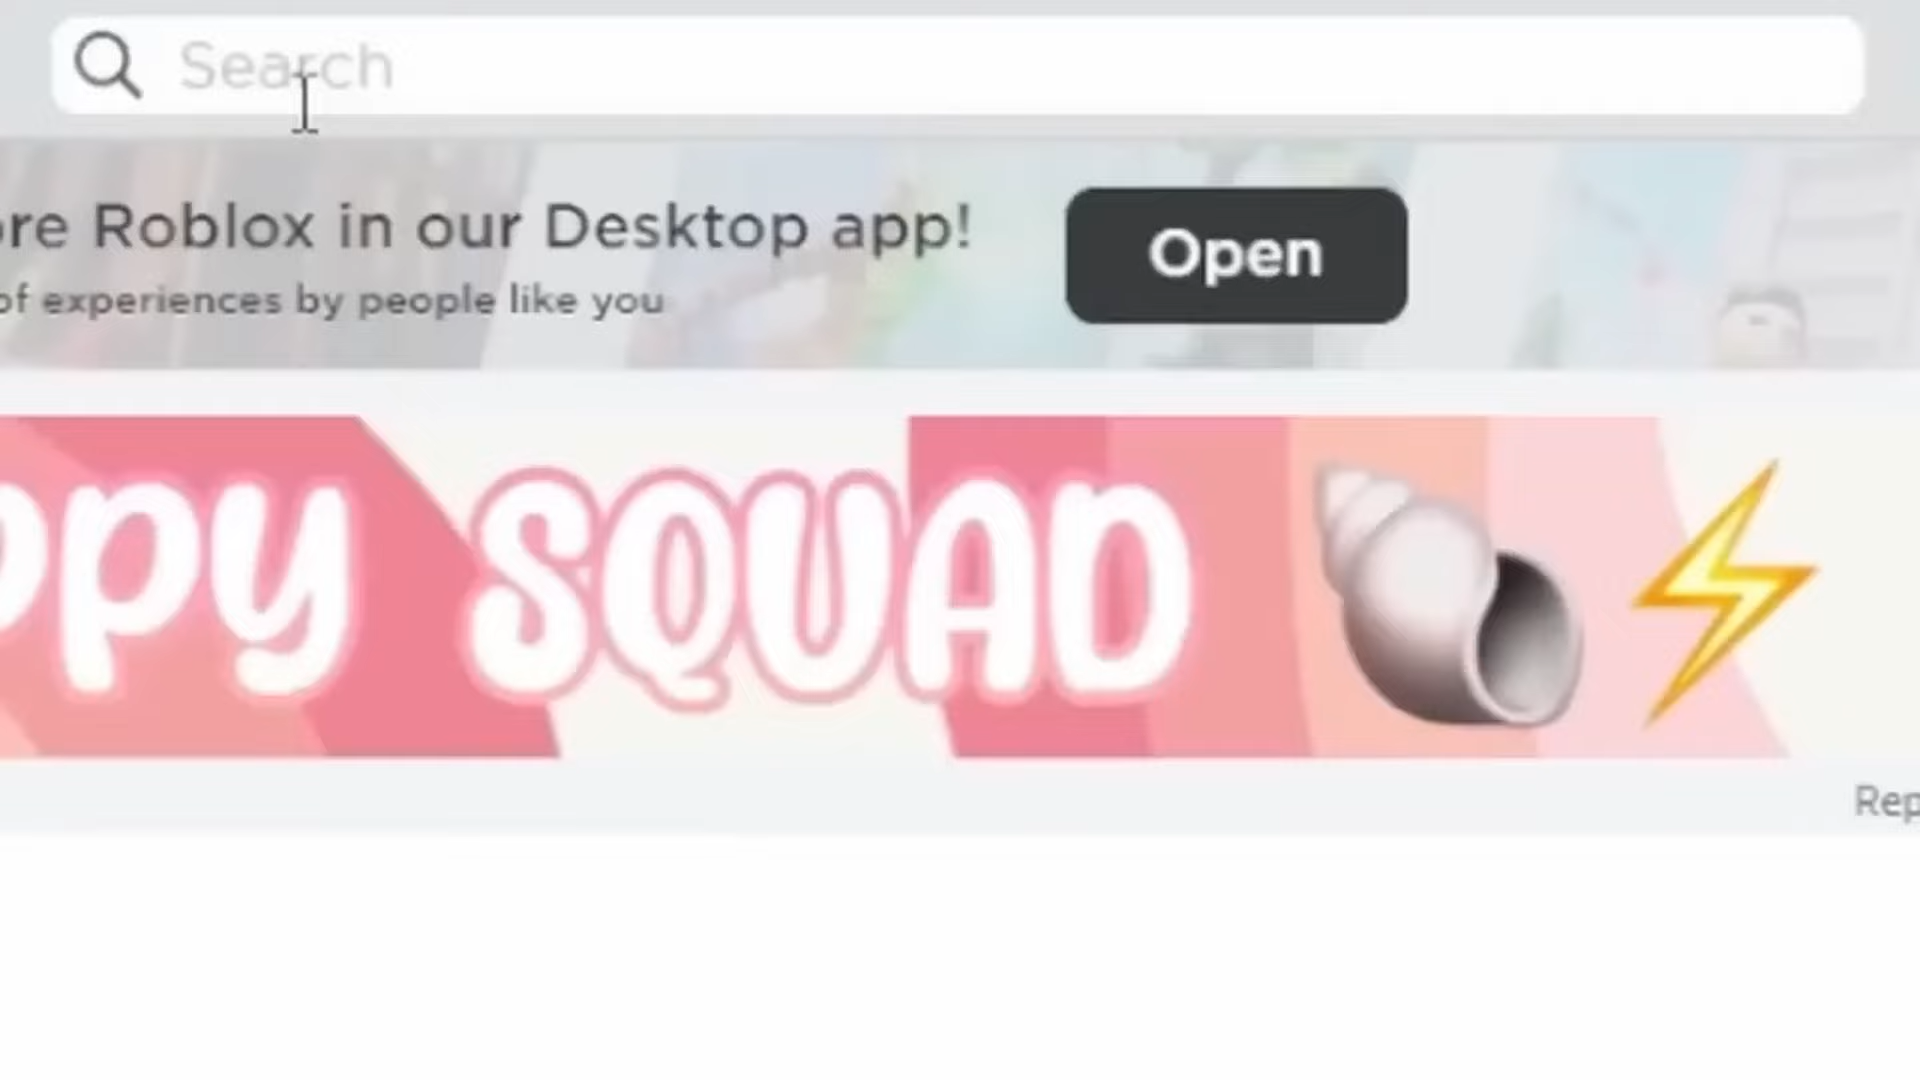 Search
ore Roblox in our Desktop app!
of experiences by people like you
Open
ppy SQUAD
Rep